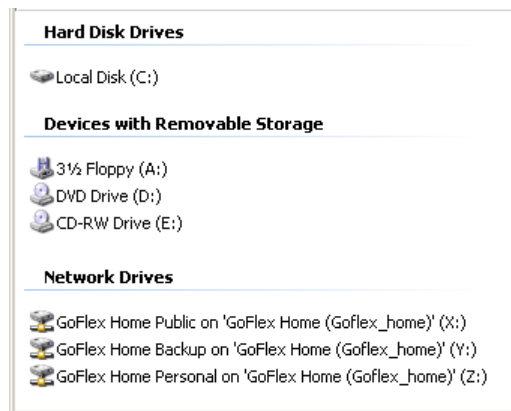 Hard Disk Drives
Local Disk (C:)
Devices with Removable Storage
3½ Floppy (A:)
DVD Drive (D:)
CD-RW Drive (E:)
Network Drives
GoFlex Home Public on 'GoFlex Home (Goflex_home)' (X:)
GoFlex Home Backup on 'GoFlex Home (Goflex_home)' (Y:)
GoFlex Home Personal on 'GoFlex Home (Goflex_home)' (Z:)